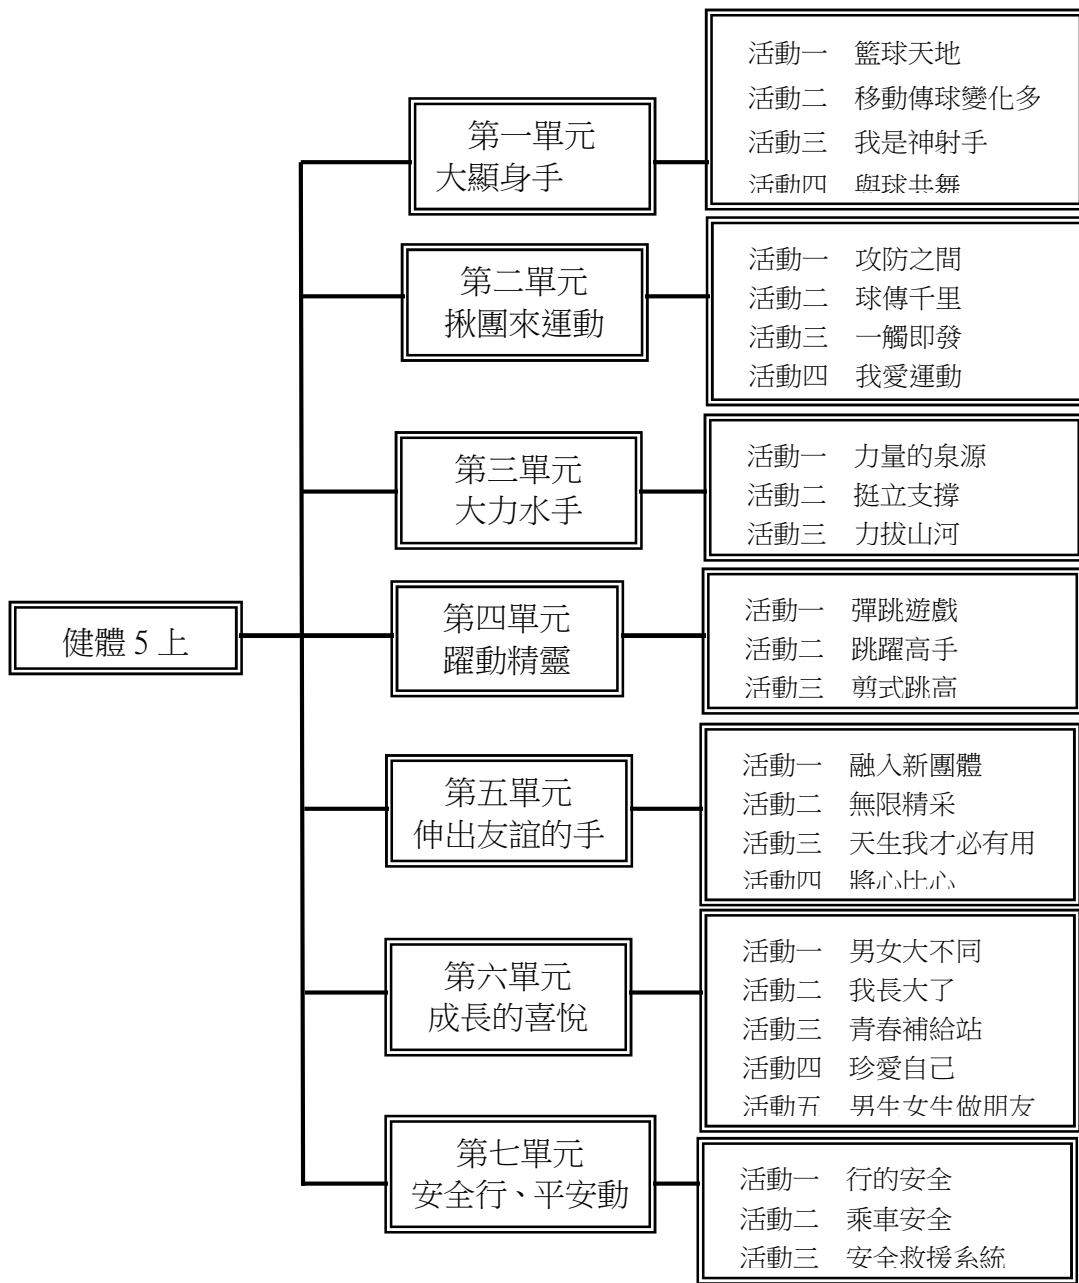 健體 5 上
第一單元
大顯身手
活動一　籃球天地
活動二　移動傳球變化多
活動三　我是神射手
活動四　與球共舞
第二單元
揪團來運動
活動一　攻防之間
活動二　球傳千里
活動三　一觸即發
活動四　我愛運動
第三單元
大力水手
活動一　力量的泉源
活動二　挺立支撐
活動三　力拔山河
第四單元
躍動精靈
活動一　彈跳遊戲
活動二　跳躍高手
活動三　剪式跳高
第五單元
伸出友誼的手
活動一　融入新團體
活動二　無限精采
活動三　天生我才必有用
活動四　將心比心
第六單元
成長的喜悅
活動一　男女大不同
活動二　我長大了
活動三　青春補給站
活動四　珍愛自己
活動五　男生女生做朋友
第七單元
安全行、平安動
活動一　行的安全
活動二　乘車安全
活動三　安全救援系統